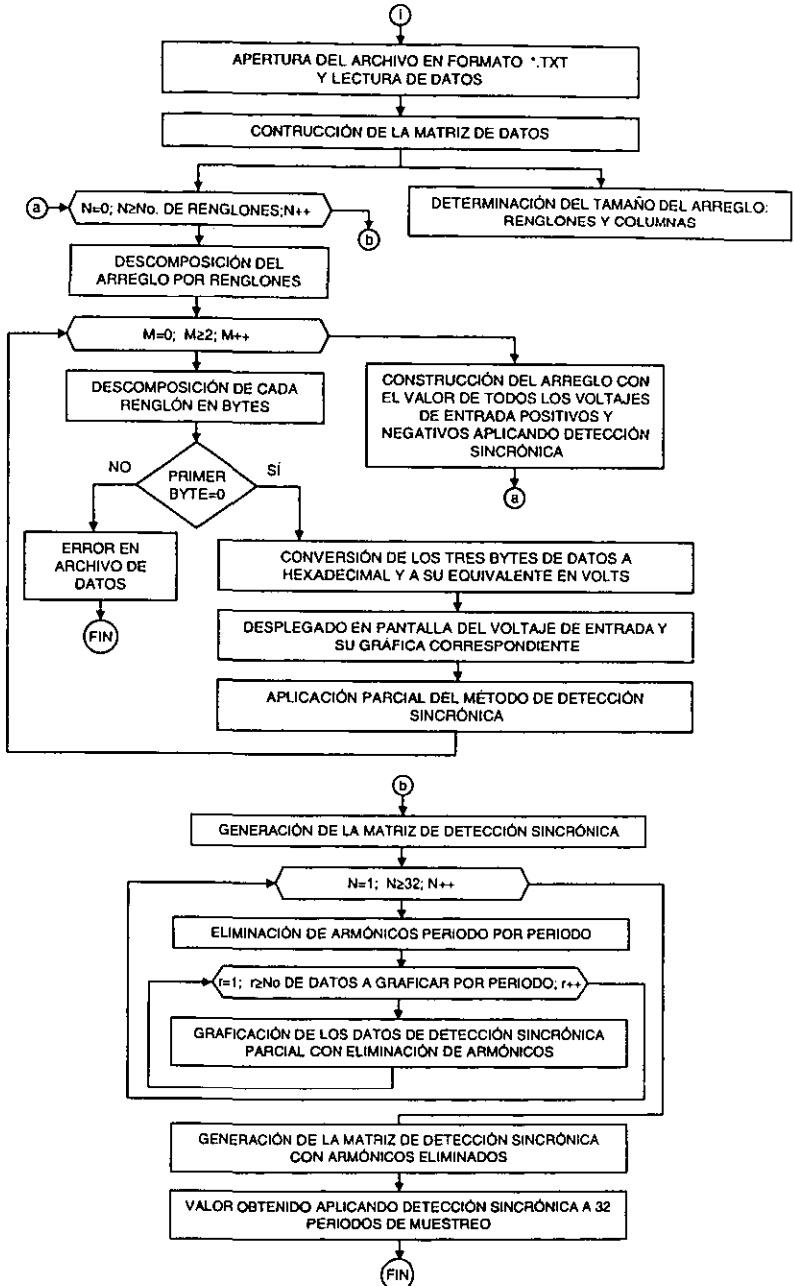 i
APERTURA DEL ARCHIVO EN FORMATO *.TXT
Y LECTURA DE DATOS
CONTRUCCIÓN DE LA MATRIZ DE DATOS
a
N=0; N≥No. DE RENGLONES;N++
b
DETERMINACIÓN DEL TAMAÑO DEL ARREGLO:
RENGLONES Y COLUMNAS
DESCOMPOSICIÓN DEL
ARREGLO POR RENGLONES
M=0; M≥2; M++
DESCOMPOSICIÓN DE CADA
RENGLÓN EN BYTES
CONSTRUCCIÓN DEL ARREGLO CON
EL VALOR DE TODOS LOS VOLTAJES
DE ENTRADA POSITIVOS Y
NEGATIVOS APLICANDO DETECCIÓN
SINCRÓNICA
a
NO
PRIMER
BYTE=0
SÍ
ERROR EN
ARCHIVO DE
DATOS
FIN
CONVERSIÓN DE LOS TRES BYTES DE DATOS A
HEXADECIMAL Y A SU EQUIVALENTE EN VOLTS
DESPLEGADO EN PANTALLA DEL VOLTAJE DE ENTRADA Y
SU GRÁFICA CORRESPONDIENTE
APLICACIÓN PARCIAL DEL MÉTODO DE DETECCIÓN
SINCRÓNICA
b
GENERACIÓN DE LA MATRIZ DE DETECCIÓN SINCRÓNICA
N=1; N≥32; N++
ELIMINACIÓN DE ARMÓNICOS PERIODO POR PERIODO
r=1; r≥No DE DATOS A GRAFICAR POR PERIODO; r++
GRAFICACIÓN DE LOS DATOS DE DETECCIÓN SINCRÓNICA
PARCIAL CON ELIMINACIÓN DE ARMÓNICOS
GENERACIÓN DE LA MATRIZ DE DETECCIÓN SINCRÓNICA
CON ARMÓNICOS ELIMINADOS
VALOR OBTENIDO APLICANDO DETECCIÓN SINCRÓNICA A 32
PERIODOS DE MUESTREO
FIN